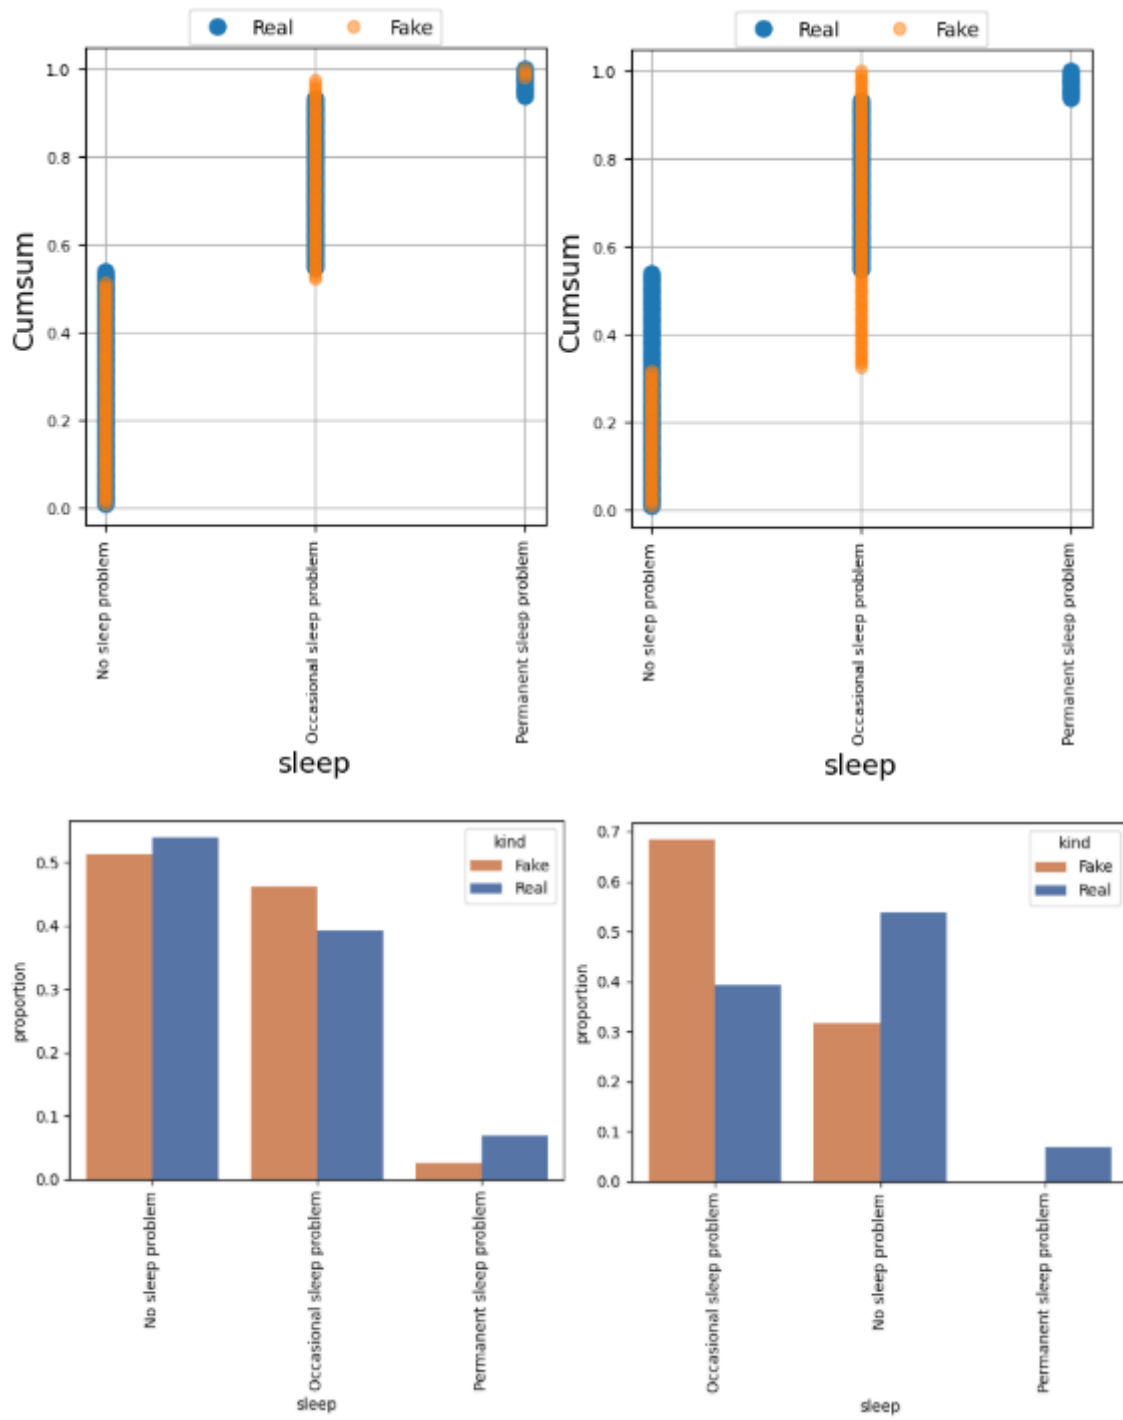 Real Fake
Cumsum
1.0
0.8
0.6
0.4
0.2
0.0
No sleep problem
Occasional sleep problem
Permanent sleep problem
sleep
Real Fake
Cumsum
1.0
0.8
0.6
0.4
0.2
0.0
No sleep problem
Occasional sleep problem
Permanent sleep problem
sleep
kind
Fake
Real
proportion
0.5
0.4
0.3
0.2
0.1
0.0
No sleep problem
Occasional sleep problem
Permanent sleep problem
sleep
kind
Fake
Real
proportion
0.7
0.6
0.5
0.4
0.3
0.2
0.1
0.0
Occasional sleep problem
No sleep problem
Permanent sleep problem
sleep